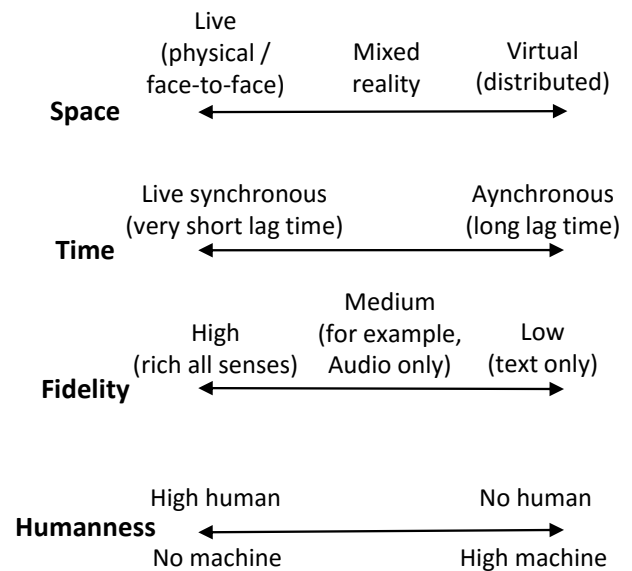 Live
(physical /
face-to-face)
Mixed
reality
Virtual
(distributed)
Space
Live synchronous
(very short lag time)
Aynchronous
(long lag time)
Time
High
(rich all senses)
Medium
(for example,
Audio only)
Low
(text only)
Fidelity
High human
No human
Humanness
No machine
High machine